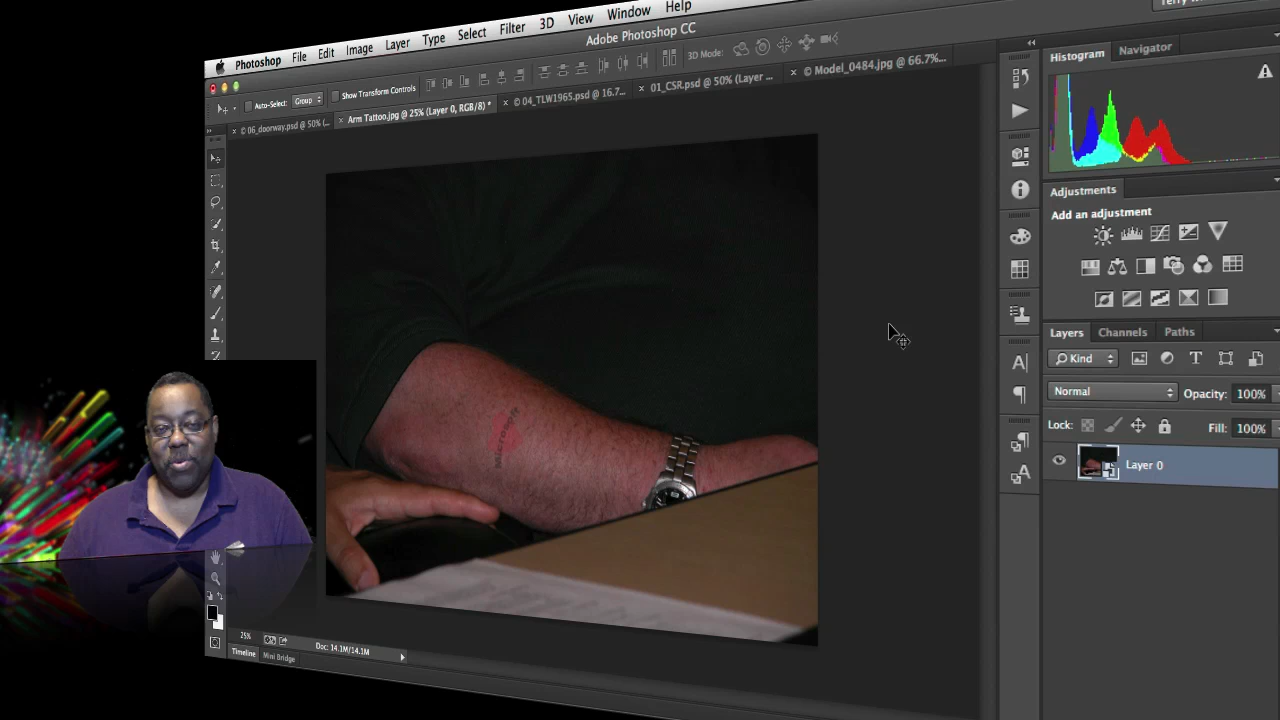 Photoshop File Edit Image Layer Type Select Filter 3D View Window Help
Adobe Photoshop CC
Auto-Select: Group Show Transform Controls 3D Mode:
× © 06_doorway.psd @ 50% (... × Arm Tattoo.jpg @ 25% (Layer 0, RGB/8) * × © 04_TLW1965.psd @ 16.7... × 01_CSR.psd @ 50% (Layer ... × © Model_0484.jpg @ 66.7%...
Microsoft
25% Doc: 14.1M/14.1M
Timeline Mini Bridge
Histogram Navigator
Adjustments
Add an adjustment
Layers Channels Paths
Kind
Normal Opacity: 100%
Lock: Fill: 100%
Layer 0